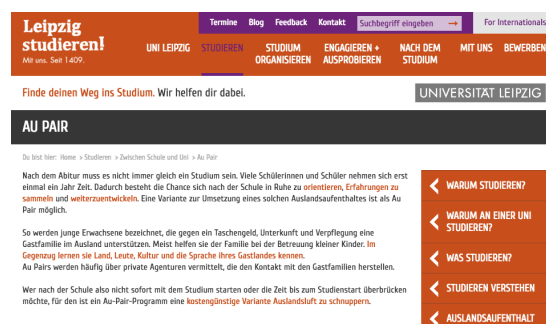 Leipzig
studieren!
Mit uns. Seit 1409.
Termine Blog Feedback Kontakt Suchbegriff eingeben → For Internationals
UNI LEIPZIG STUDIEREN STUDIUM ORGANISIEREN ENGAGIEREN + AUSPROBIEREN NACH DEM STUDIUM MIT UNS BEWERBEN
Finde deinen Weg ins Studium. Wir helfen dir dabei.
UNIVERSITÄT LEIPZIG
AU PAIR
Du bist hier: Home > Studieren > Zwischen Schule und Uni > Au Pair
Nach dem Abitur muss es nicht immer gleich ein Studium sein. Viele Schülerinnen und Schüler nehmen sich erst
einmal ein Jahr Zeit. Dadurch besteht die Chance sich nach der Schule in Ruhe zu orientieren, Erfahrungen zu
sammeln und weiterzuentwickeln. Eine Variante zur Umsetzung eines solchen Auslandsaufenthaltes ist als Au
Pair möglich.
So werden junge Erwachsene bezeichnet, die gegen ein Taschengeld, Unterkunft und Verpflegung eine
Gastfamilie im Ausland unterstützen. Meist helfen sie der Familie bei der Betreuung kleiner Kinder. Im
Gegenzug lernen sie Land, Leute, Kultur und die Sprache ihres Gastlandes kennen.
Au Pairs werden häufig über private Agenturen vermittelt, die den Kontakt mit den Gastfamilien herstellen.
Wer nach der Schule also nicht sofort mit dem Studium starten oder die Zeit bis zum Studienstart überbrücken
möchte, für den ist ein Au-Pair-Programm eine kostengünstige Variante Auslandsluft zu schnuppern.
WARUM STUDIEREN?
WARUM AN EINER UNI
STUDIEREN?
WAS STUDIEREN?
STUDIEREN VERSTEHEN
AUSLANDSAUFENTHALT